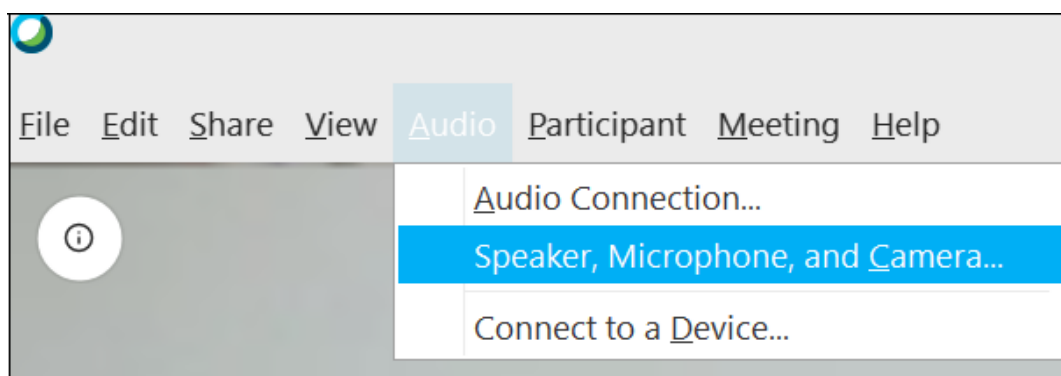 File Edit Share View Audio Participant Meeting Help
Audio Connection...
Speaker, Microphone, and Camera...
Connect to a Device...